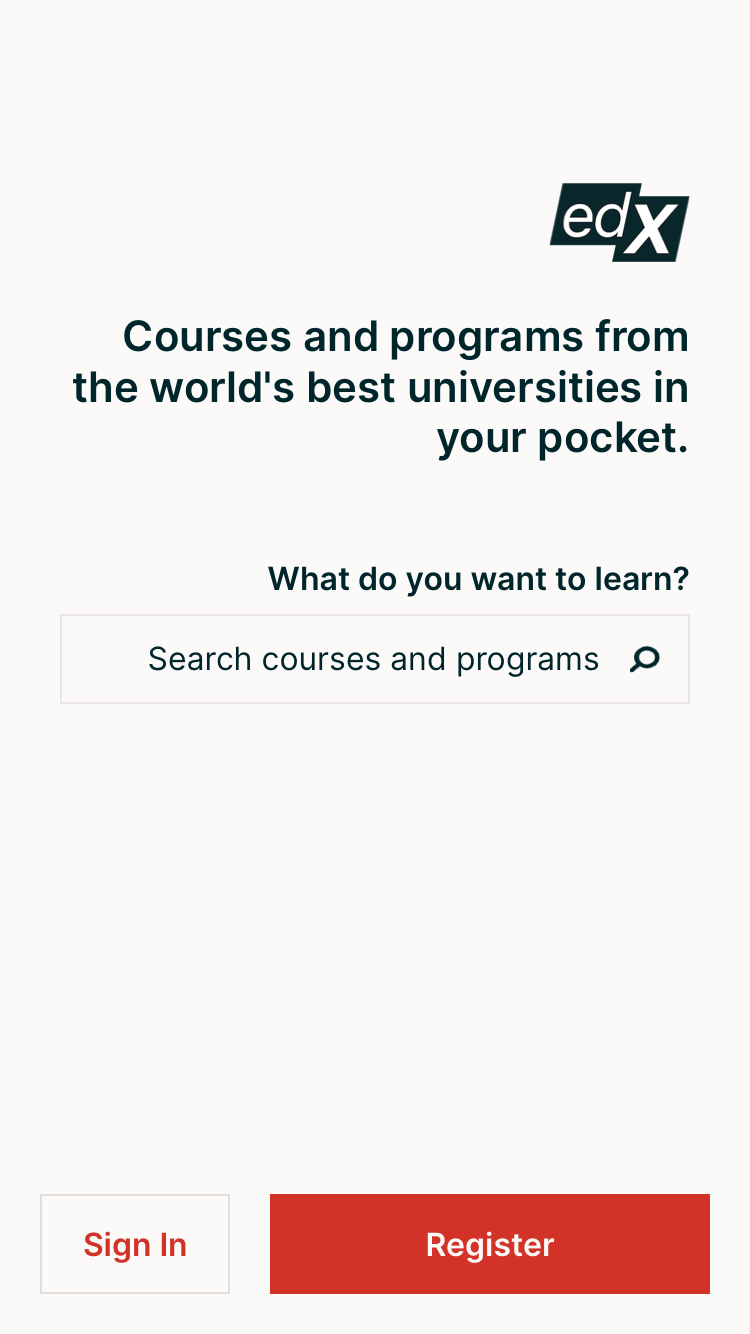 edX
Courses and programs from
the world's best universities in
your pocket.
What do you want to learn?
Search courses and programs
Sign In
Register